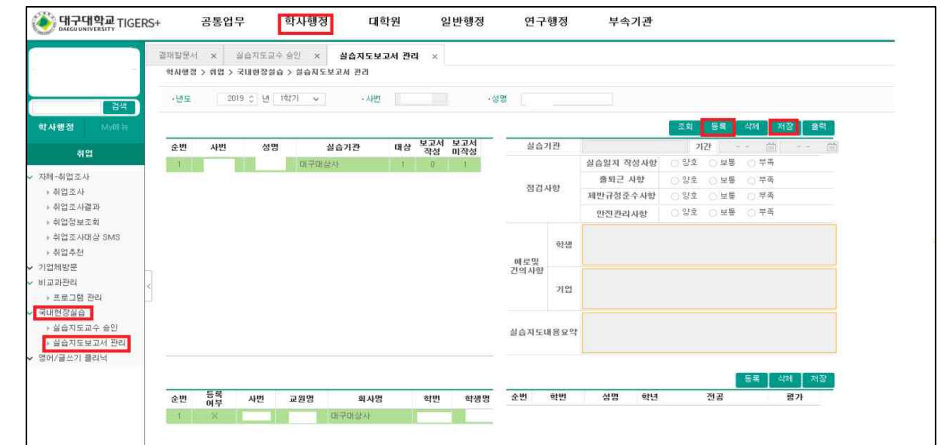 대구대학교 TIGERS+
DAEGU UNIVERSITY
공통업무 학사행정 대학원 일반행정 연구행정 부속기관
결재할문서 × 실습지도교수 승인 × 실습지도보고서 관리 ×
학사행정 > 취업 > 국내현장실습 > 실습지도보고서 관리
·년도 2019 년 1학기 ·사번 ·성명
검색
학사행정 My메뉴
취업
자체-취업조사
취업조사
취업조사결과
취업정보조회
취업조사대상 SMS
취업추천
기업체방문
비교과관리
프로그램 관리
국내현장실습
실습지도교수 승인
실습지도보고서 관리
영어/글쓰기 클리닉
조회 등록 삭제 저장 출력
순번 사번 성명 실습기관 대상 보고서 작성 보고서 미작성
1 대구대상사 1 0 1
실습기관 기간 - - - -
점검사항
실습일지 작성사항 양호 보통 부족
출퇴근 사항 양호 보통 부족
제반규정준수사항 양호 보통 부족
안전관리사항 양호 보통 부족
애로및
건의사항
학생
기업
실습지도내용요약
등록 삭제 저장
순번 등록 여부 사번 교원명 회사명 학번 학생명
1 × 대구대상사
순번 학번 성명 학년 전공 평가